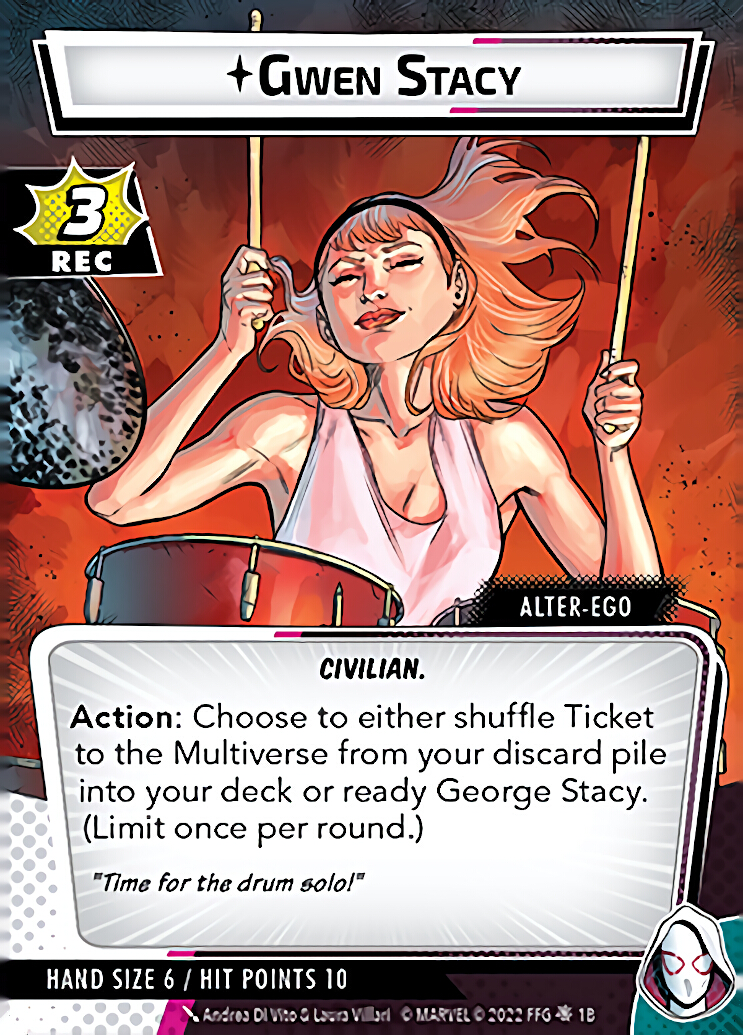 GWEN STACY
3
REC
ALTER-EGO
CIVILIAN.
Action: Choose to either shuffle Ticket
to the Multiverse from your discard pile
into your deck or ready George Stacy.
(Limit once per round.)
"Time for the drum solo!"
HAND SIZE 6 / HIT POINTS 10
Andrea Di Vito & Laura Villari © MARVEL © 2022 FFG 1B